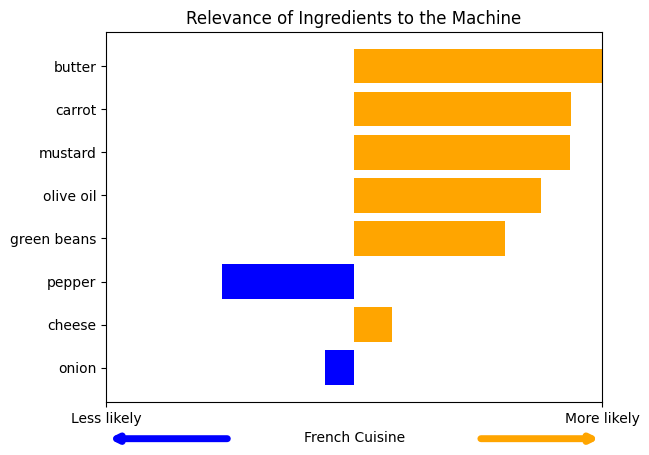 Relevance of Ingredients to the Machine
butter
carrot
mustard
olive oil
green beans
pepper
cheese
onion
Less likely
More likely
French Cuisine